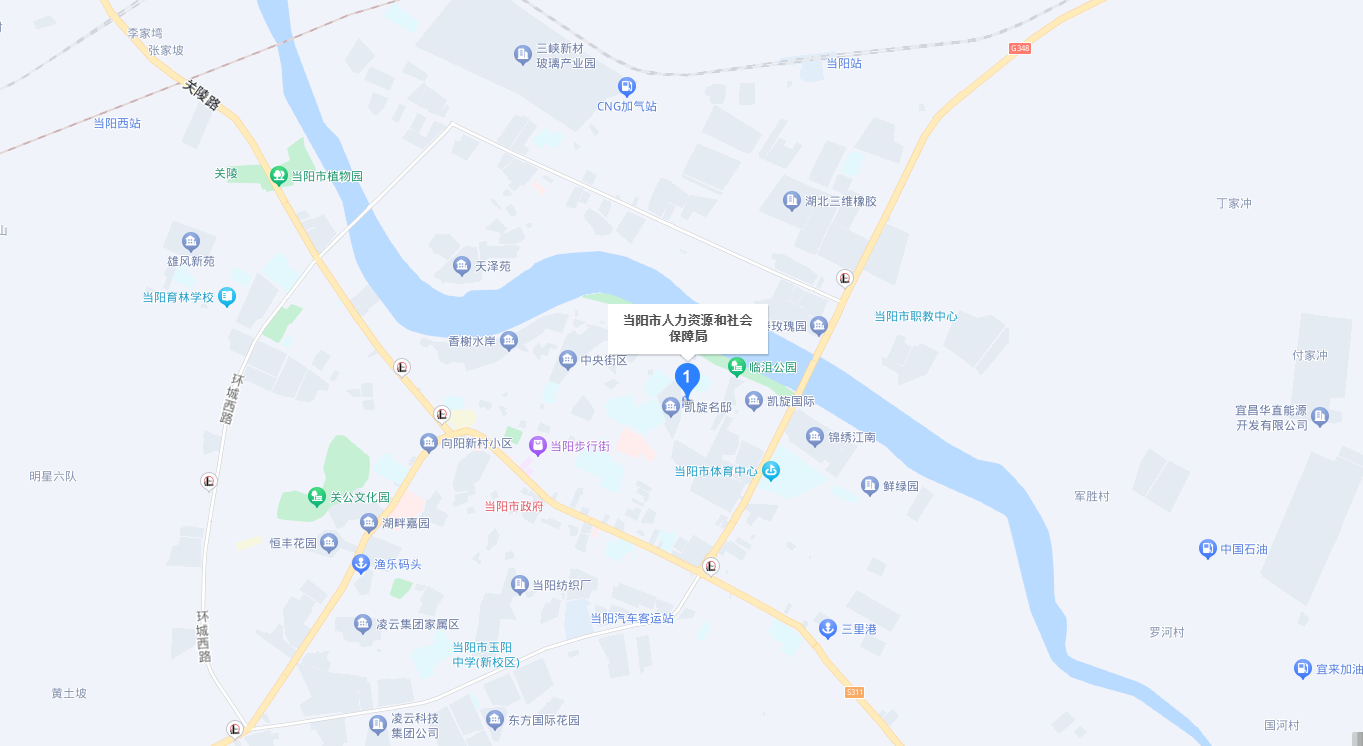 李家塆
张家坡
关陵路
三峡新材
玻璃产业园
CNG加气站
G348
当阳站
当阳西站
关陵
当阳市植物园
湖北三维橡胶
丁家冲
山
雄风新苑
天泽苑
当阳育林学校
当阳市人力资源和社会
保障局
玫瑰园
当阳市职教中心
香榭水岸
中央街区
临沮公园
付家冲
1
环城西路
凯旋名邸
凯旋国际
宜昌华直能源
开发有限公司
向阳新村小区
当阳步行街
锦绣江南
当阳市体育中心
明星六队
关公文化园
当阳市政府
鲜绿园
军胜村
湖畔嘉园
恒丰花园
渔乐码头
中国石油
当阳纺织厂
环城西路
凌云集团家属区
当阳汽车客运站
三里港
罗河村
当阳市玉阳
中学(新校区)
宜来加油
黄土坡
S311
凌云科技
集团公司
东方国际花园
国河村